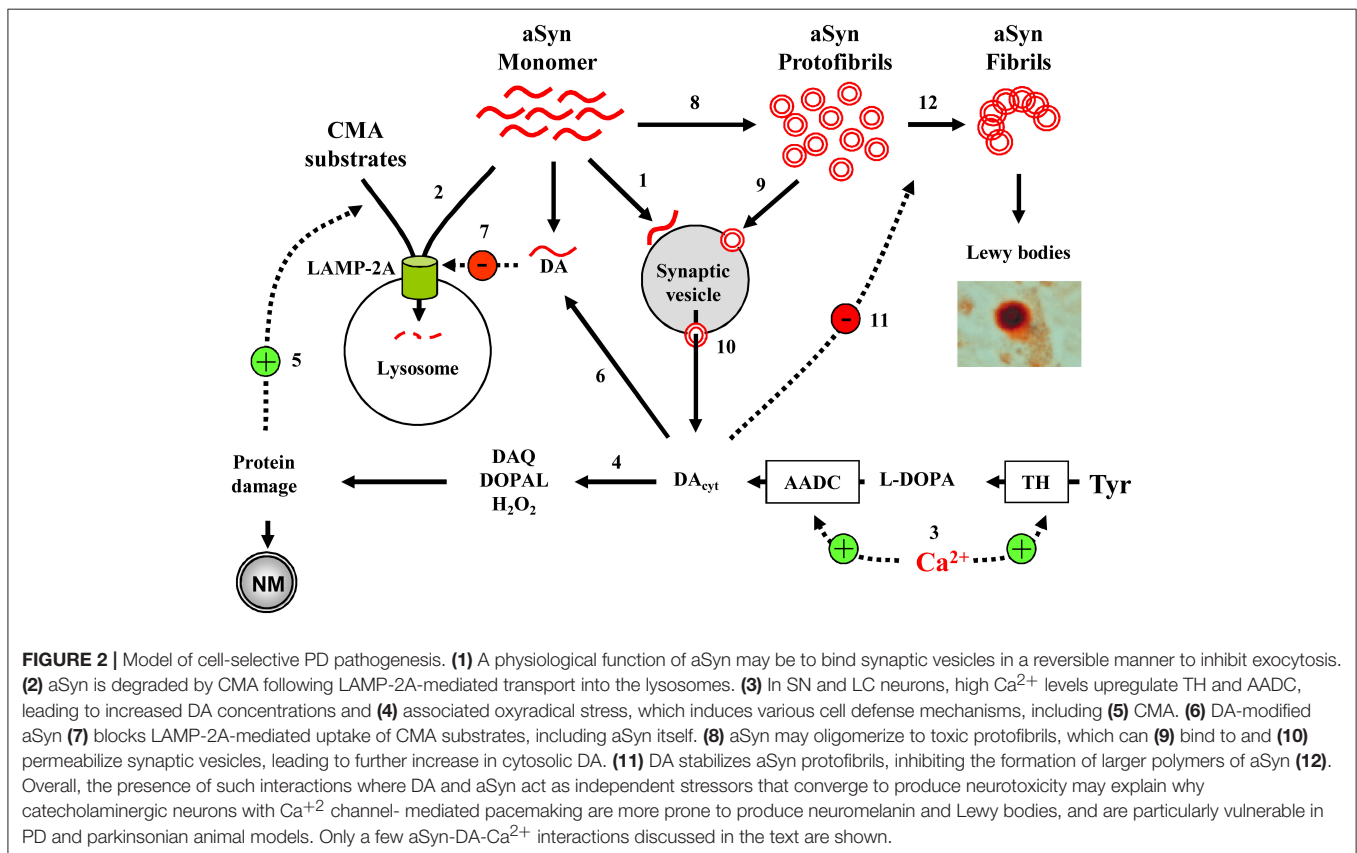 aSyn
Monomer
aSyn
Protofibrils
aSyn
Fibrils
8
12
CMA
substrates
2
1
9
7
LAMP-2A
-
DA
Synaptic
vesicle
Lewy bodies
-
11
10
+
5
Lysosome
6
Protein
damage
DAQ
DOPAL
H₂O₂
4
DA_cyt
AADC
L-DOPA
TH
Tyr
3
+
Ca²⁺
+
NM
FIGURE 2 | Model of cell-selective PD pathogenesis. (1) A physiological function of aSyn may be to bind synaptic vesicles in a reversible manner to inhibit exocytosis.
(2) aSyn is degraded by CMA following LAMP-2A-mediated transport into the lysosomes. (3) In SN and LC neurons, high Ca²⁺ levels upregulate TH and AADC,
leading to increased DA concentrations and (4) associated oxyradical stress, which induces various cell defense mechanisms, including (5) CMA. (6) DA-modified
aSyn (7) blocks LAMP-2A-mediated uptake of CMA substrates, including aSyn itself. (8) aSyn may oligomerize to toxic protofibrils, which can (9) bind to and (10)
permeabilize synaptic vesicles, leading to further increase in cytosolic DA. (11) DA stabilizes aSyn protofibrils, inhibiting the formation of larger polymers of aSyn (12).
Overall, the presence of such interactions where DA and aSyn act as independent stressors that converge to produce neurotoxicity may explain why
catecholaminergic neurons with Ca⁺² channel- mediated pacemaking are more prone to produce neuromelanin and Lewy bodies, and are particularly vulnerable in
PD and parkinsonian animal models. Only a few aSyn-DA-Ca²⁺ interactions discussed in the text are shown.